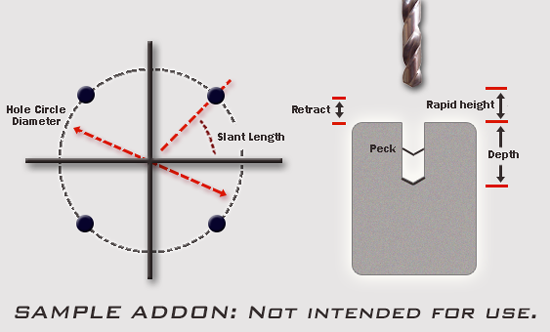 Hole Circle
Diameter
Slant Length
Retract
Rapid height
Peck
Depth
SAMPLE ADDON: NOT INTENDED FOR USE.